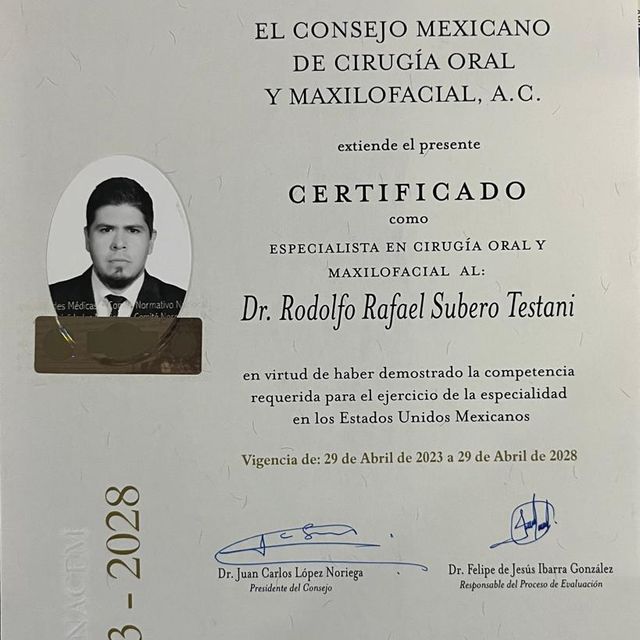 EL CONSEJO MEXICANO
DE CIRUGÍA ORAL
Y MAXILOFACIAL, A.C.
extiende el presente
CERTIFICADO
como
ESPECIALISTA EN CIRUGÍA ORAL Y
MAXILOFACIAL AL:
Dr. Rodolfo Rafael Subero Testani
en virtud de haber demostrado la competencia
requerida para el ejercicio de la especialidad
en los Estados Unidos Mexicanos
Vigencia de: 29 de Abril de 2023 a 29 de Abril de 2028
Dr. Juan Carlos López Noriega
Presidente del Consejo
Dr. Felipe de Jesús Ibarra González
Responsable del Proceso de Evaluación
Médicas
Normativo
3 - 2028